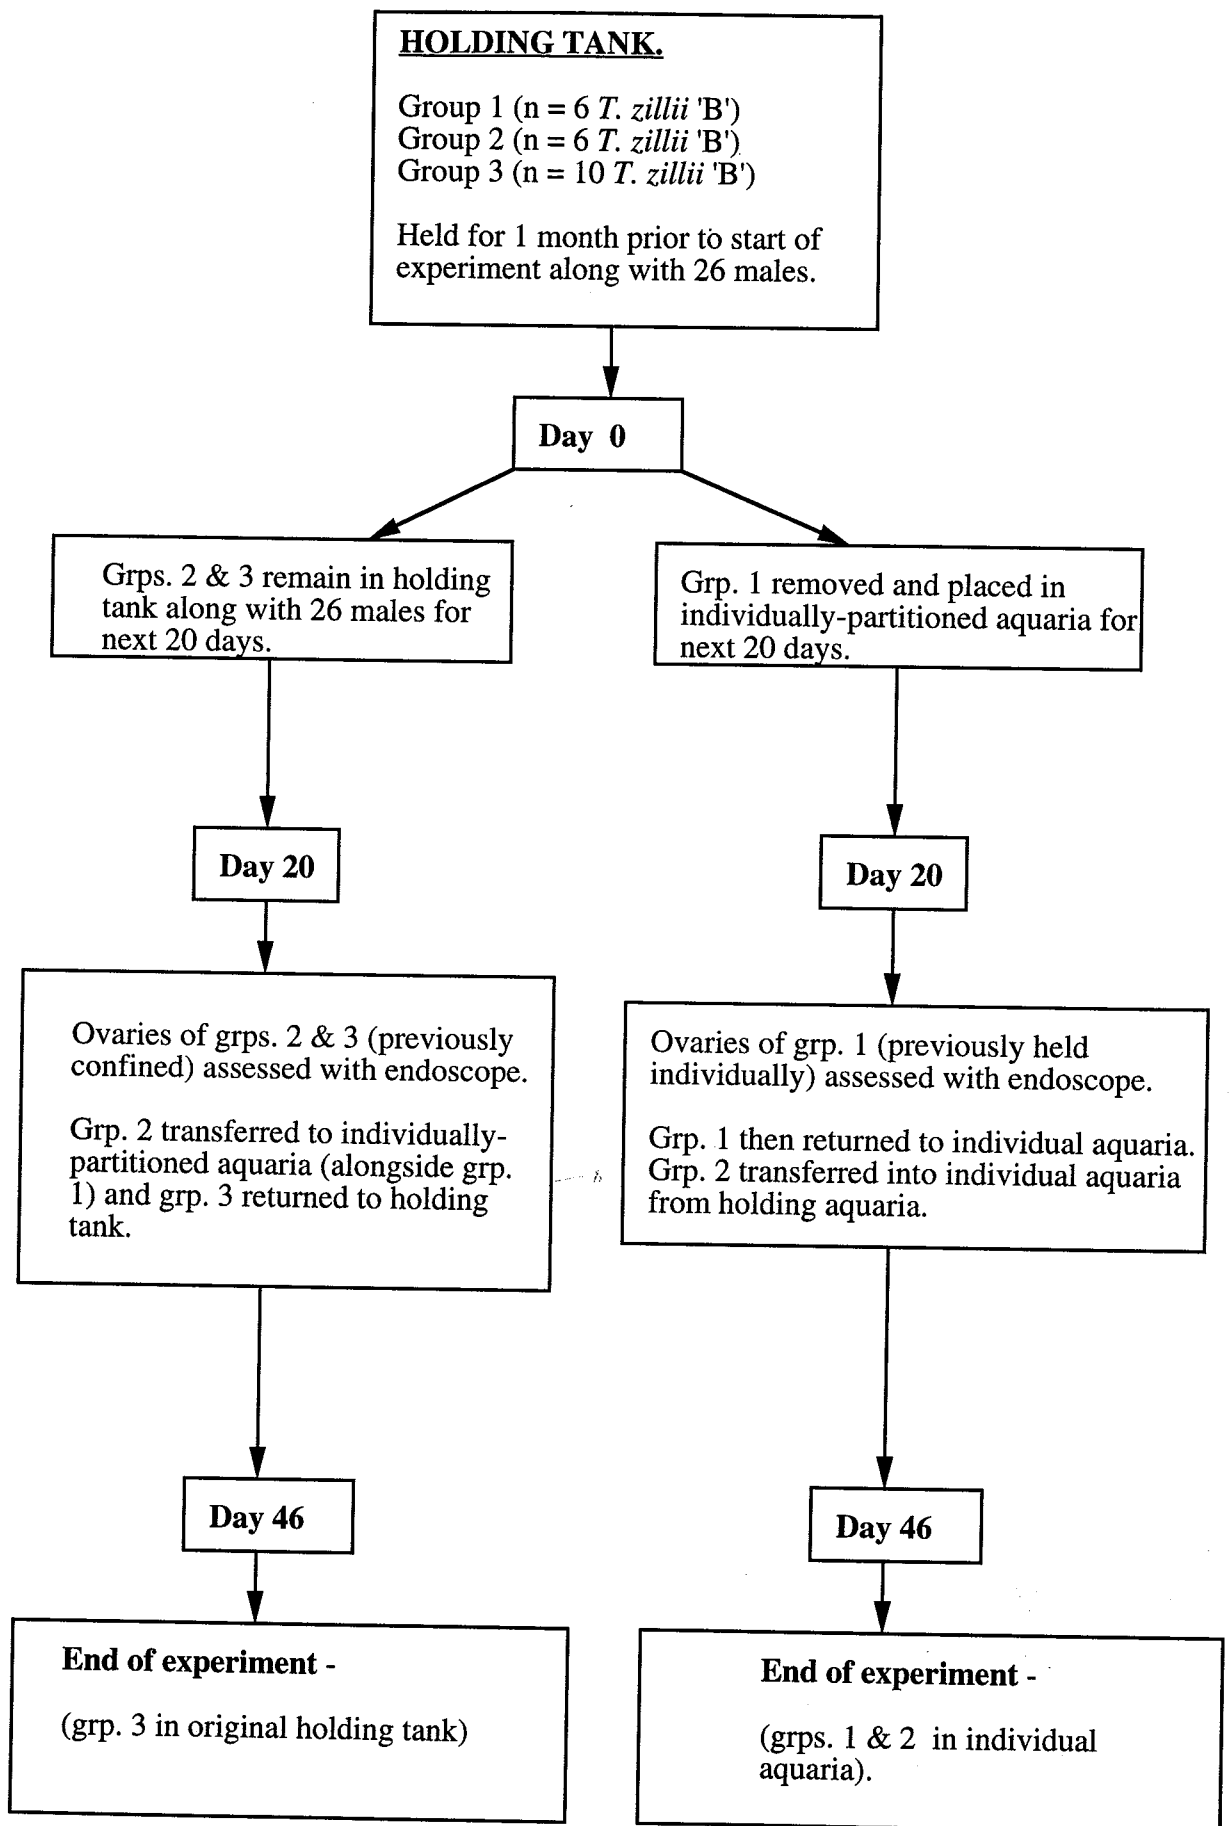 HOLDING TANK.
Group 1 (n = 6 T. zillii 'B')
Group 2 (n = 6 T. zillii 'B')
Group 3 (n = 10 T. zillii 'B')
Held for 1 month prior to start of
experiment along with 26 males.
Day 0
Grps. 2 & 3 remain in holding
tank along with 26 males for
next 20 days.
Grp. 1 removed and placed in
individually-partitioned aquaria for
next 20 days.
Day 20
Day 20
Ovaries of grps. 2 & 3 (previously
confined) assessed with endoscope.
Grp. 2 transferred to individually-
partitioned aquaria (alongside grp.
1) and grp. 3 returned to holding
tank.
Ovaries of grp. 1 (previously held
individually) assessed with endoscope.
Grp. 1 then returned to individual aquaria.
Grp. 2 transferred into individual aquaria
from holding aquaria.
Day 46
Day 46
End of experiment -
(grp. 3 in original holding tank)
End of experiment -
(grps. 1 & 2 in individual
aquaria).